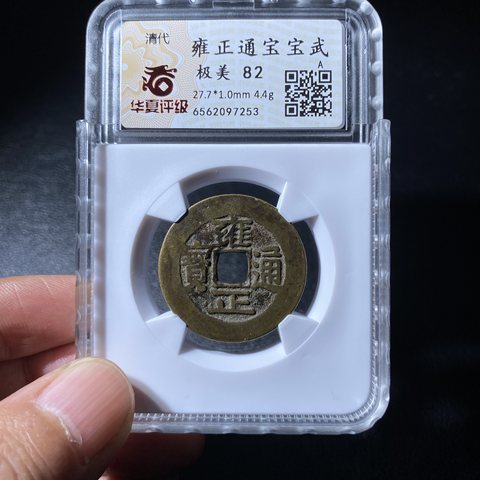 清代
华夏评级
雍正通宝宝武
极美 82
A
27.7*1.0mm 4.4g
6562097253
雍
寶 通
正